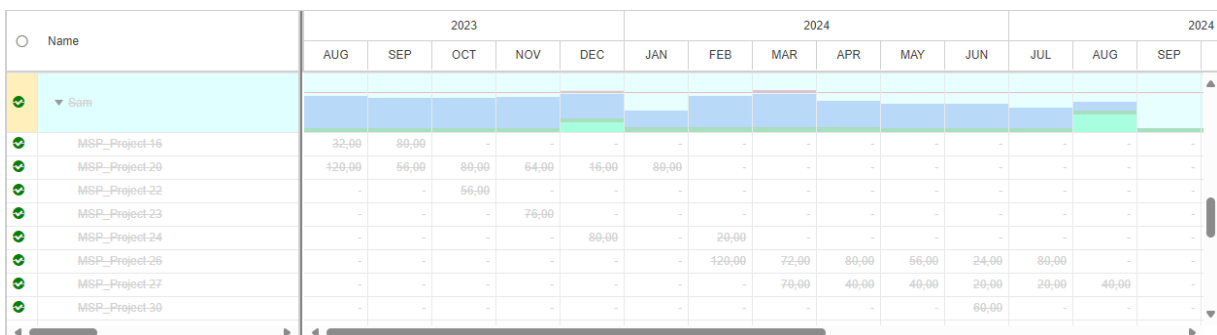 2023 2024 2024
Name
AUG SEP OCT NOV DEC JAN FEB MAR APR MAY JUN JUL AUG SEP
Sam
MSP_Project 16 32,00 80,00 - - - - - - - - - - - -
MSP_Project 20 120,00 56,00 80,00 64,00 16,00 80,00 - - - - - - - -
MSP_Project 22 - - 56,00 - - - - - - - - - - -
MSP_Project 23 - - - 76,00 - - - - - - - - - -
MSP_Project 24 - - - - 80,00 - 20,00 - - - - - - -
MSP_Project 26 - - - - - - 120,00 72,00 80,00 56,00 24,00 80,00 - -
MSP_Project 27 - - - - - - - 70,00 40,00 40,00 20,00 20,00 40,00 -
MSP_Project 30 - - - - - - - - - - 60,00 - - -